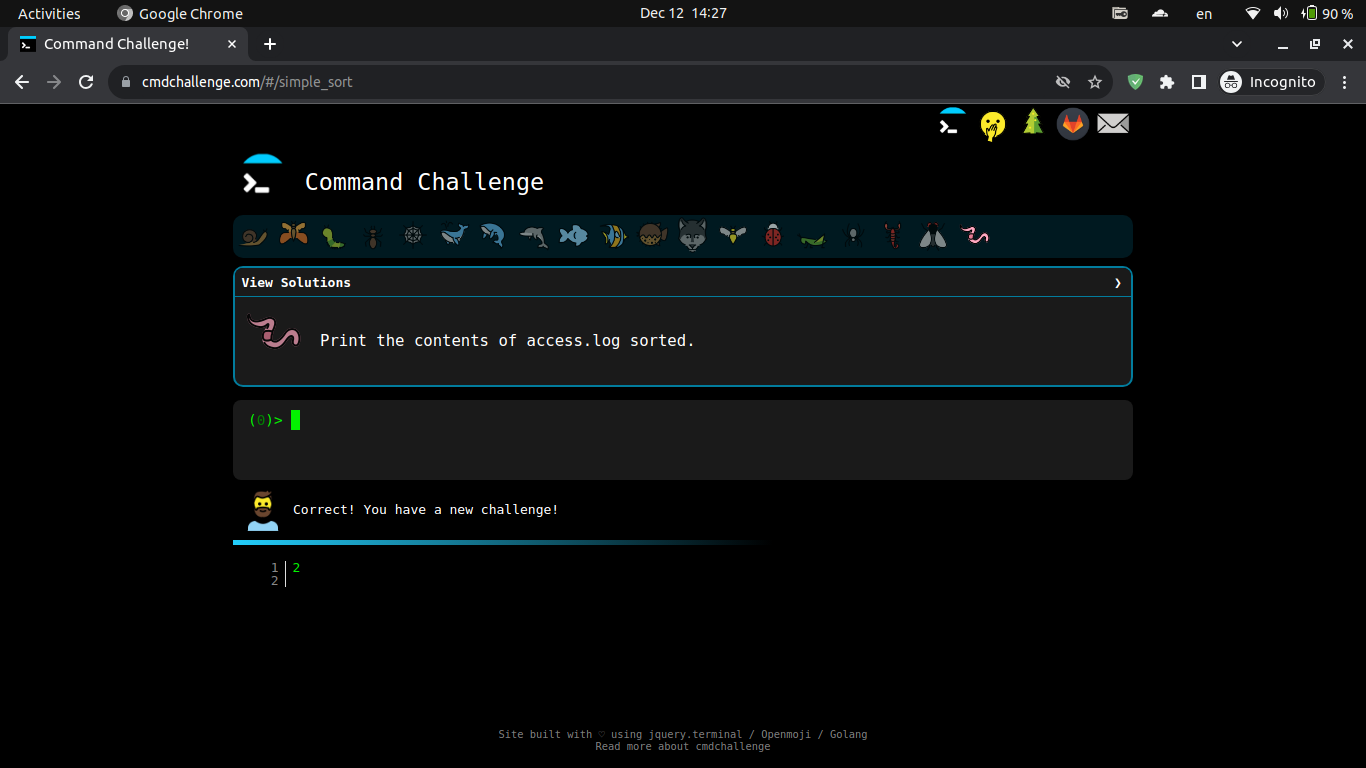 Activities Google Chrome Dec 12 14:27 en 90 %
Command Challenge!
cmdchallenge.com/#/simple_sort Incognito
Command Challenge
View Solutions
Print the contents of access.log sorted.
(0)>
Correct! You have a new challenge!
1 2
2
Site built with ♡ using jquery.terminal / Openmoji / Golang
Read more about cmdchallenge